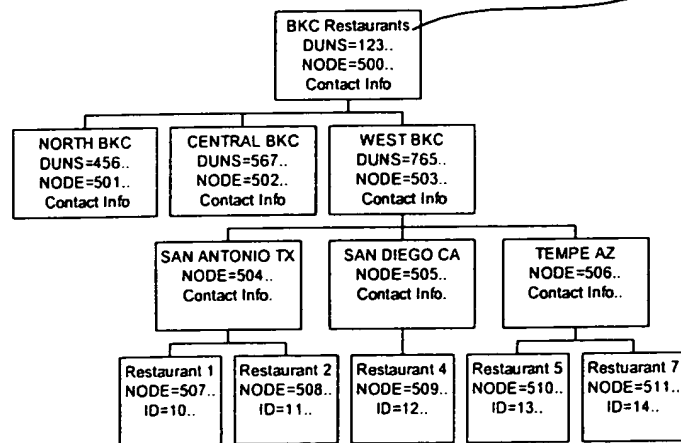 BKC Restaurants
DUNS=123..
NODE=500..
Contact Info
NORTH BKC
DUNS=456..
NODE=501..
Contact Info
CENTRAL BKC
DUNS=567..
NODE=502..
Contact Info
WEST BKC
DUNS=765..
NODE=503..
Contact Info
SAN ANTONIO TX
NODE=504..
Contact Info.
SAN DIEGO CA
NODE=505..
Contact Info.
TEMPE AZ
NODE=506..
Contact Info..
Restaurant 1
NODE=507..
ID=10..
Restaurant 2
NODE=508..
ID=11..
Restaurant 4
NODE=509..
ID=12..
Restaurant 5
NODE=510..
ID=13..
Restuarant 7
NODE=511..
ID=14..